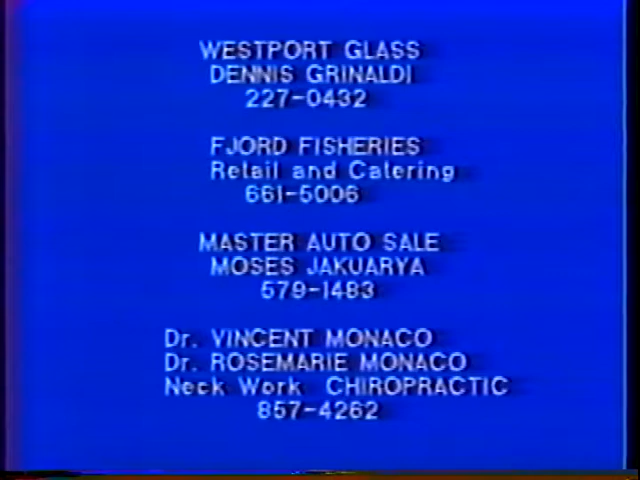 WESTPORT GLASS
DENNIS GRINALDI
227-0432
FJORD FISHERIES
Retail and Catering
661-5006
MASTER AUTO SALE
MOSES JAKUARYA
579-1483
Dr. VINCENT MONACO
Dr. ROSEMARIE MONACO
Neck Work CHIROPRACTIC
857-4262